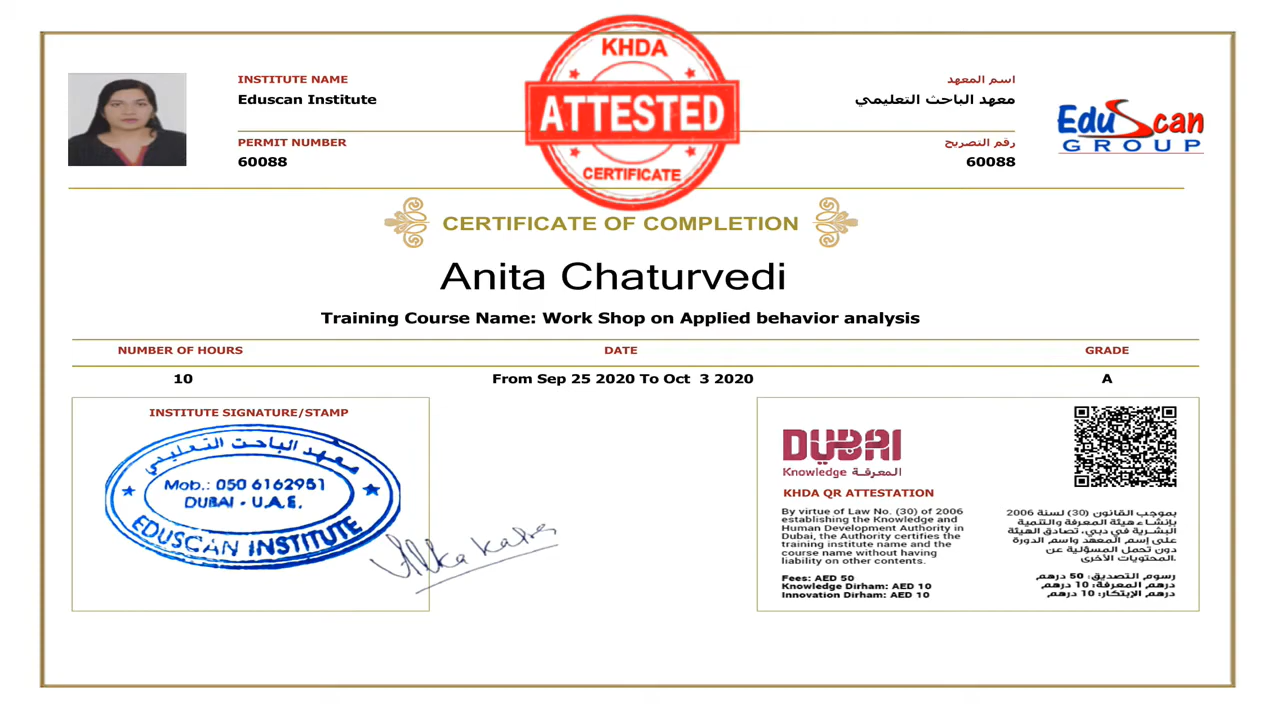 KHDA
ATTESTED
CERTIFICATE
INSTITUTE NAME
Eduscan Institute
PERMIT NUMBER
60088
اسم المعهد
معهد الباحث التعليمي
رقم التصريح
60088
EduScan
GROUP
CERTIFICATE OF COMPLETION
Anita Chaturvedi
Training Course Name: Work Shop on Applied behavior analysis
NUMBER OF HOURS DATE GRADE
10 From Sep 25 2020 To Oct 3 2020 A
INSTITUTE SIGNATURE/STAMP
معهد الباحث التعليمي
Mob.: 050 6162951
DUBAI - U.A.E.
EDUSCAN INSTITUTE
DUBAI
Knowledge المعرفة
KHDA QR ATTESTATION
By virtue of Law No. (30) of 2006
establishing the Knowledge and
Human Development Authority in
Dubai, the Authority certifies the
training institute name and the
course name without having
liability on other contents.
Fees: AED 50
Knowledge Dirham: AED 10
Innovation Dirham: AED 10
بموجب القانون (30) لسنة 2006
بإنشاء هيئة المعرفة والتنمية
البشرية في دبي، تصادق الهيئة
على إسم المعهد واسم الدورة
دون تحمل المسؤلية عن
المحتويات الأخرى.
رسوم التصديق: 50 درهم
درهم المعرفة: 10 درهم
درهم الإبتكار: 10 درهم